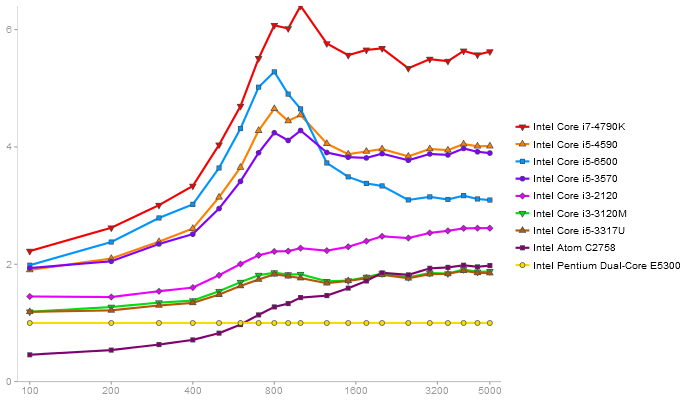 6
4
2
0
100 200 400 800 1600 3200 5000
Intel Core i7-4790K
Intel Core i5-4590
Intel Core i5-6500
Intel Core i5-3570
Intel Core i3-2120
Intel Core i3-3120M
Intel Core i5-3317U
Intel Atom C2758
Intel Pentium Dual-Core E5300